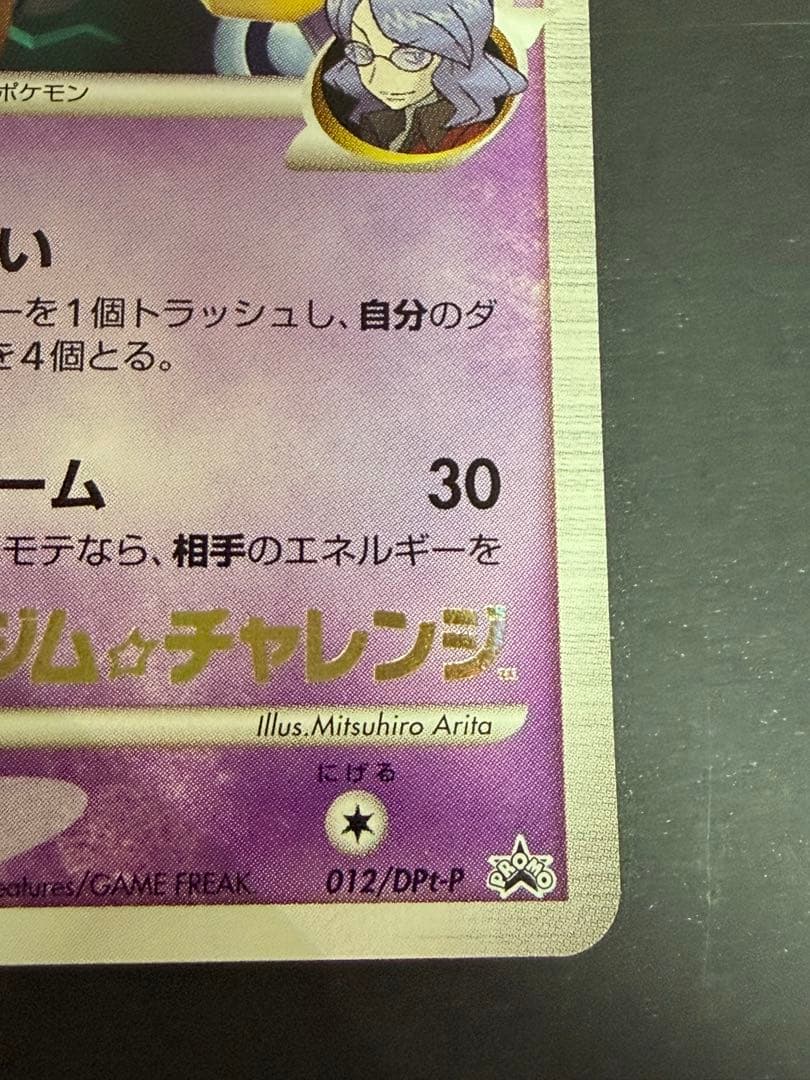 ポケモン
い
ーを1個トラッシュし、自分のダ
を4個とる。
ーム 30
モテなら、相手のエネルギーを
ジム☆チャレンジ
Illus.Mitsuhiro Arita
にげる
eatures/GAME FREAK. 012/DPt-P PROMO